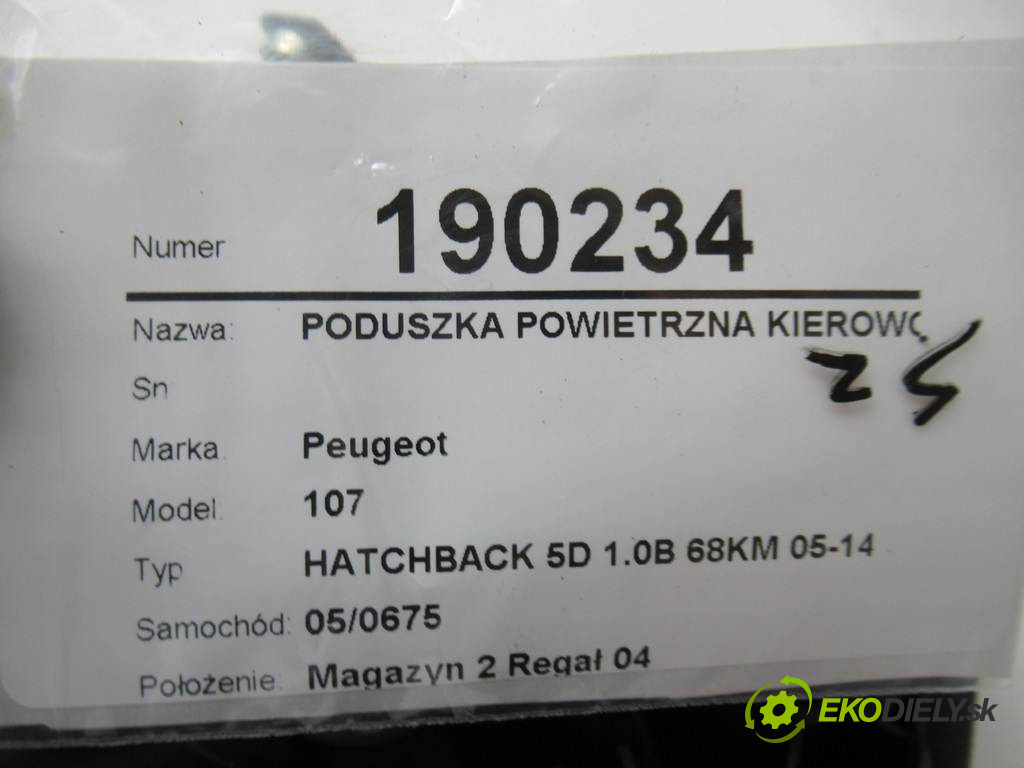 Numer 190234
Nazwa: PODUSZKA POWIETRZNA KIEROWC
Sn
Marka: Peugeot
Model: 107
Typ HATCHBACK 5D 1.0B 68KM 05-14
Samochód: 05/0675
Położenie: Magazyn 2 Regał 04
EKODIELY.sk